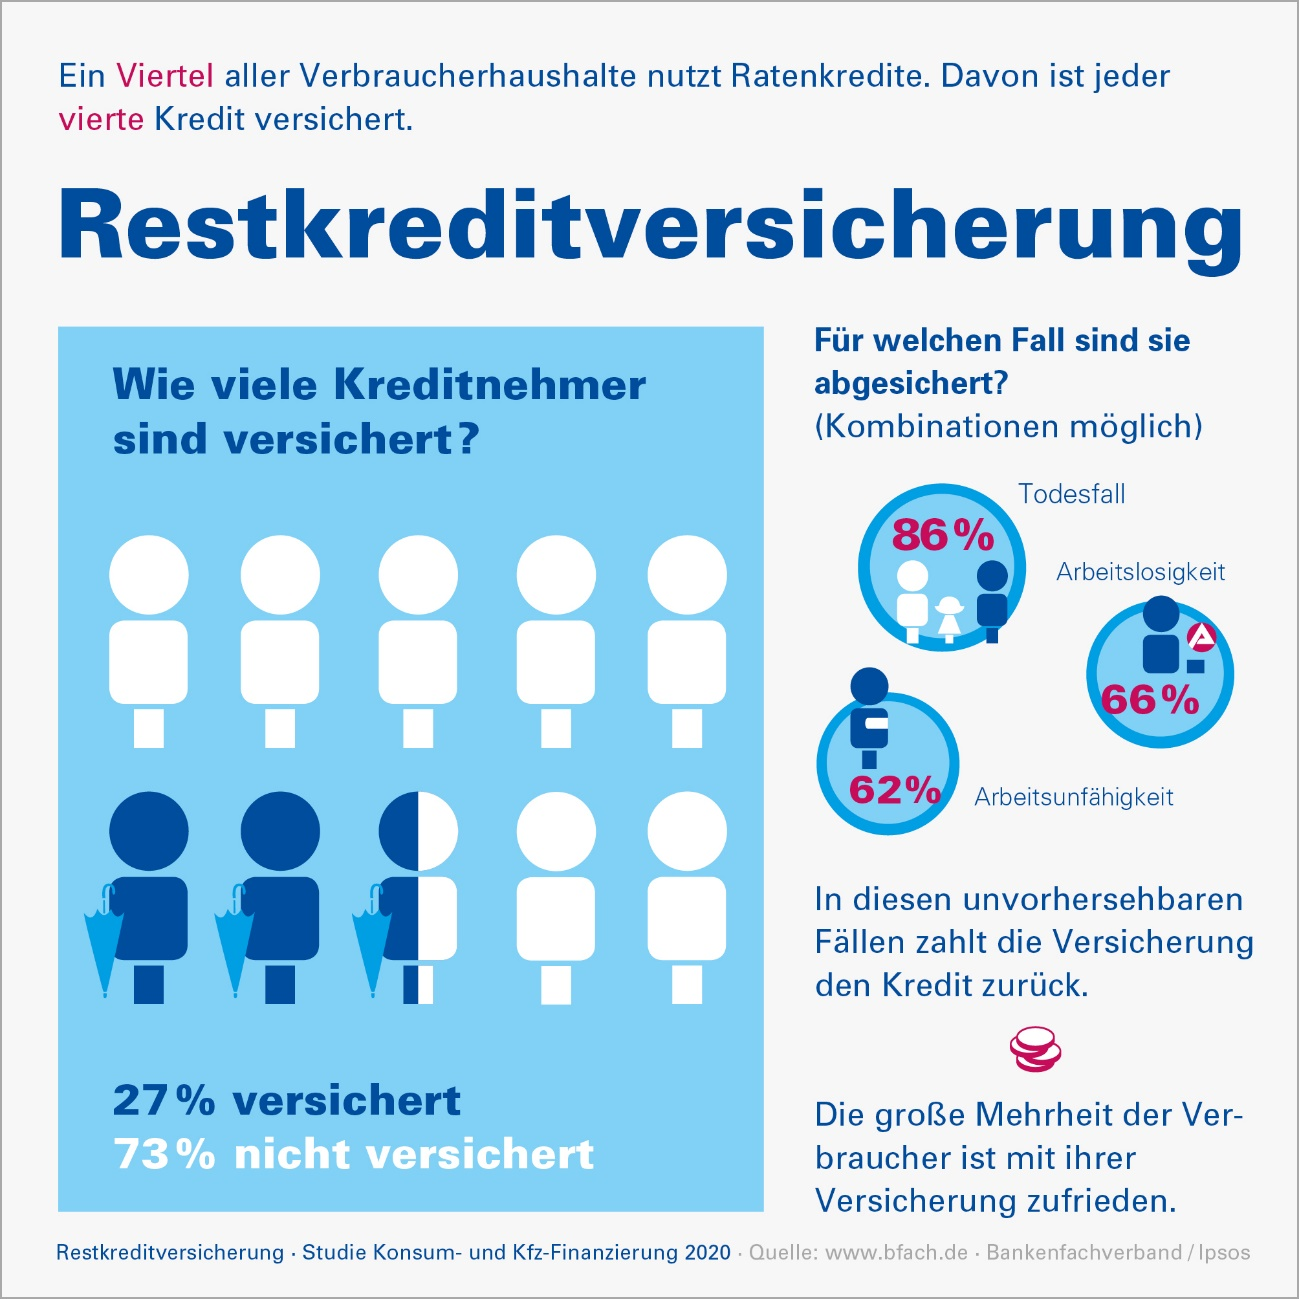 Ein Viertel aller Verbraucherhaushalte nutzt Ratenkredite. Davon ist jeder
vierte Kredit versichert.
Restkreditversicherung
Wie viele Kreditnehmer
sind versichert?
27% versichert
73% nicht versichert
Für welchen Fall sind sie
abgesichert?
(Kombinationen möglich)
Todesfall
86%
Arbeitslosigkeit
66%
62%
Arbeitsunfähigkeit
In diesen unvorhersehbaren
Fällen zahlt die Versicherung
den Kredit zurück.
Die große Mehrheit der Ver-
braucher ist mit ihrer
Versicherung zufrieden.
Restkreditversicherung · Studie Konsum- und Kfz-Finanzierung 2020 · Quelle: www.bfach.de · Bankenfachverband / Ipsos